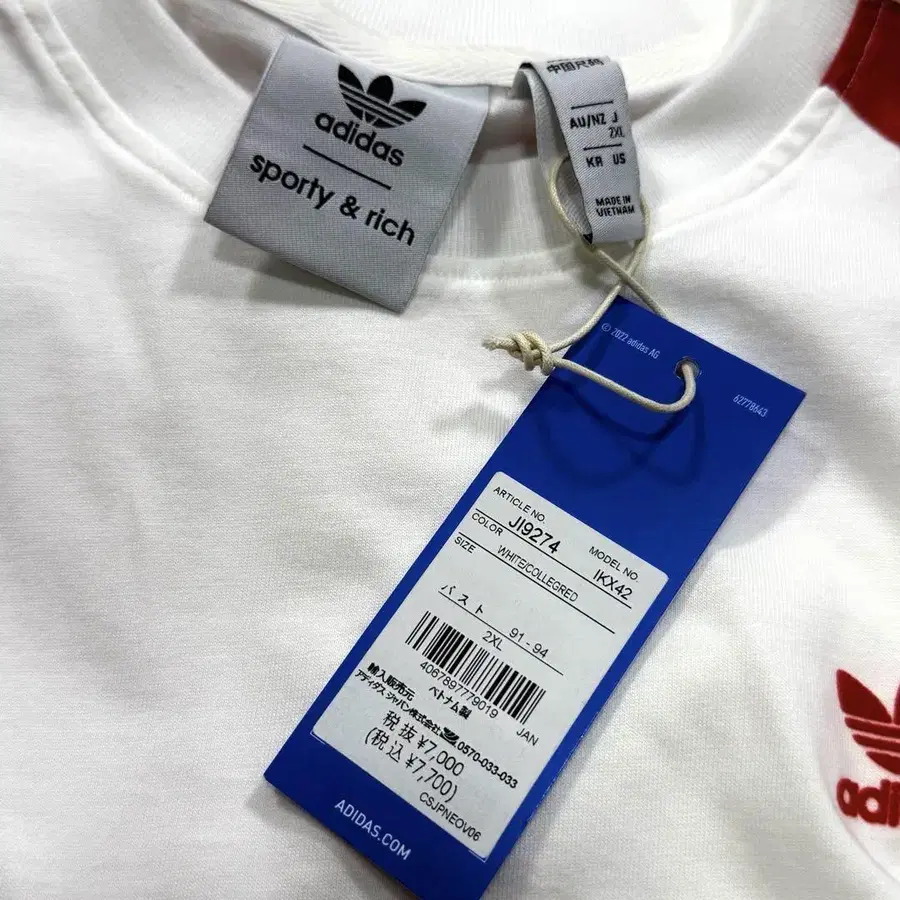 adidas
sporty & rich
中国尺码
AU/NZ J
2XL
KR US
MADE IN
VIETNAM
© 2022 adidas AG
62778643
ARTICLE NO.
JI9274
MODEL NO.
IKX42
COLOR
WHITE/COLLEGRED
SIZE
バスト 91 - 94
2XL
4067897779019
JAN
輸入販売元 ベトナム製
アディダス ジャパン株式会社 0570-033-033
税抜 ¥7,000
(税込 ¥7,700)
CSJPNEOV06
ADIDAS.COM
adi